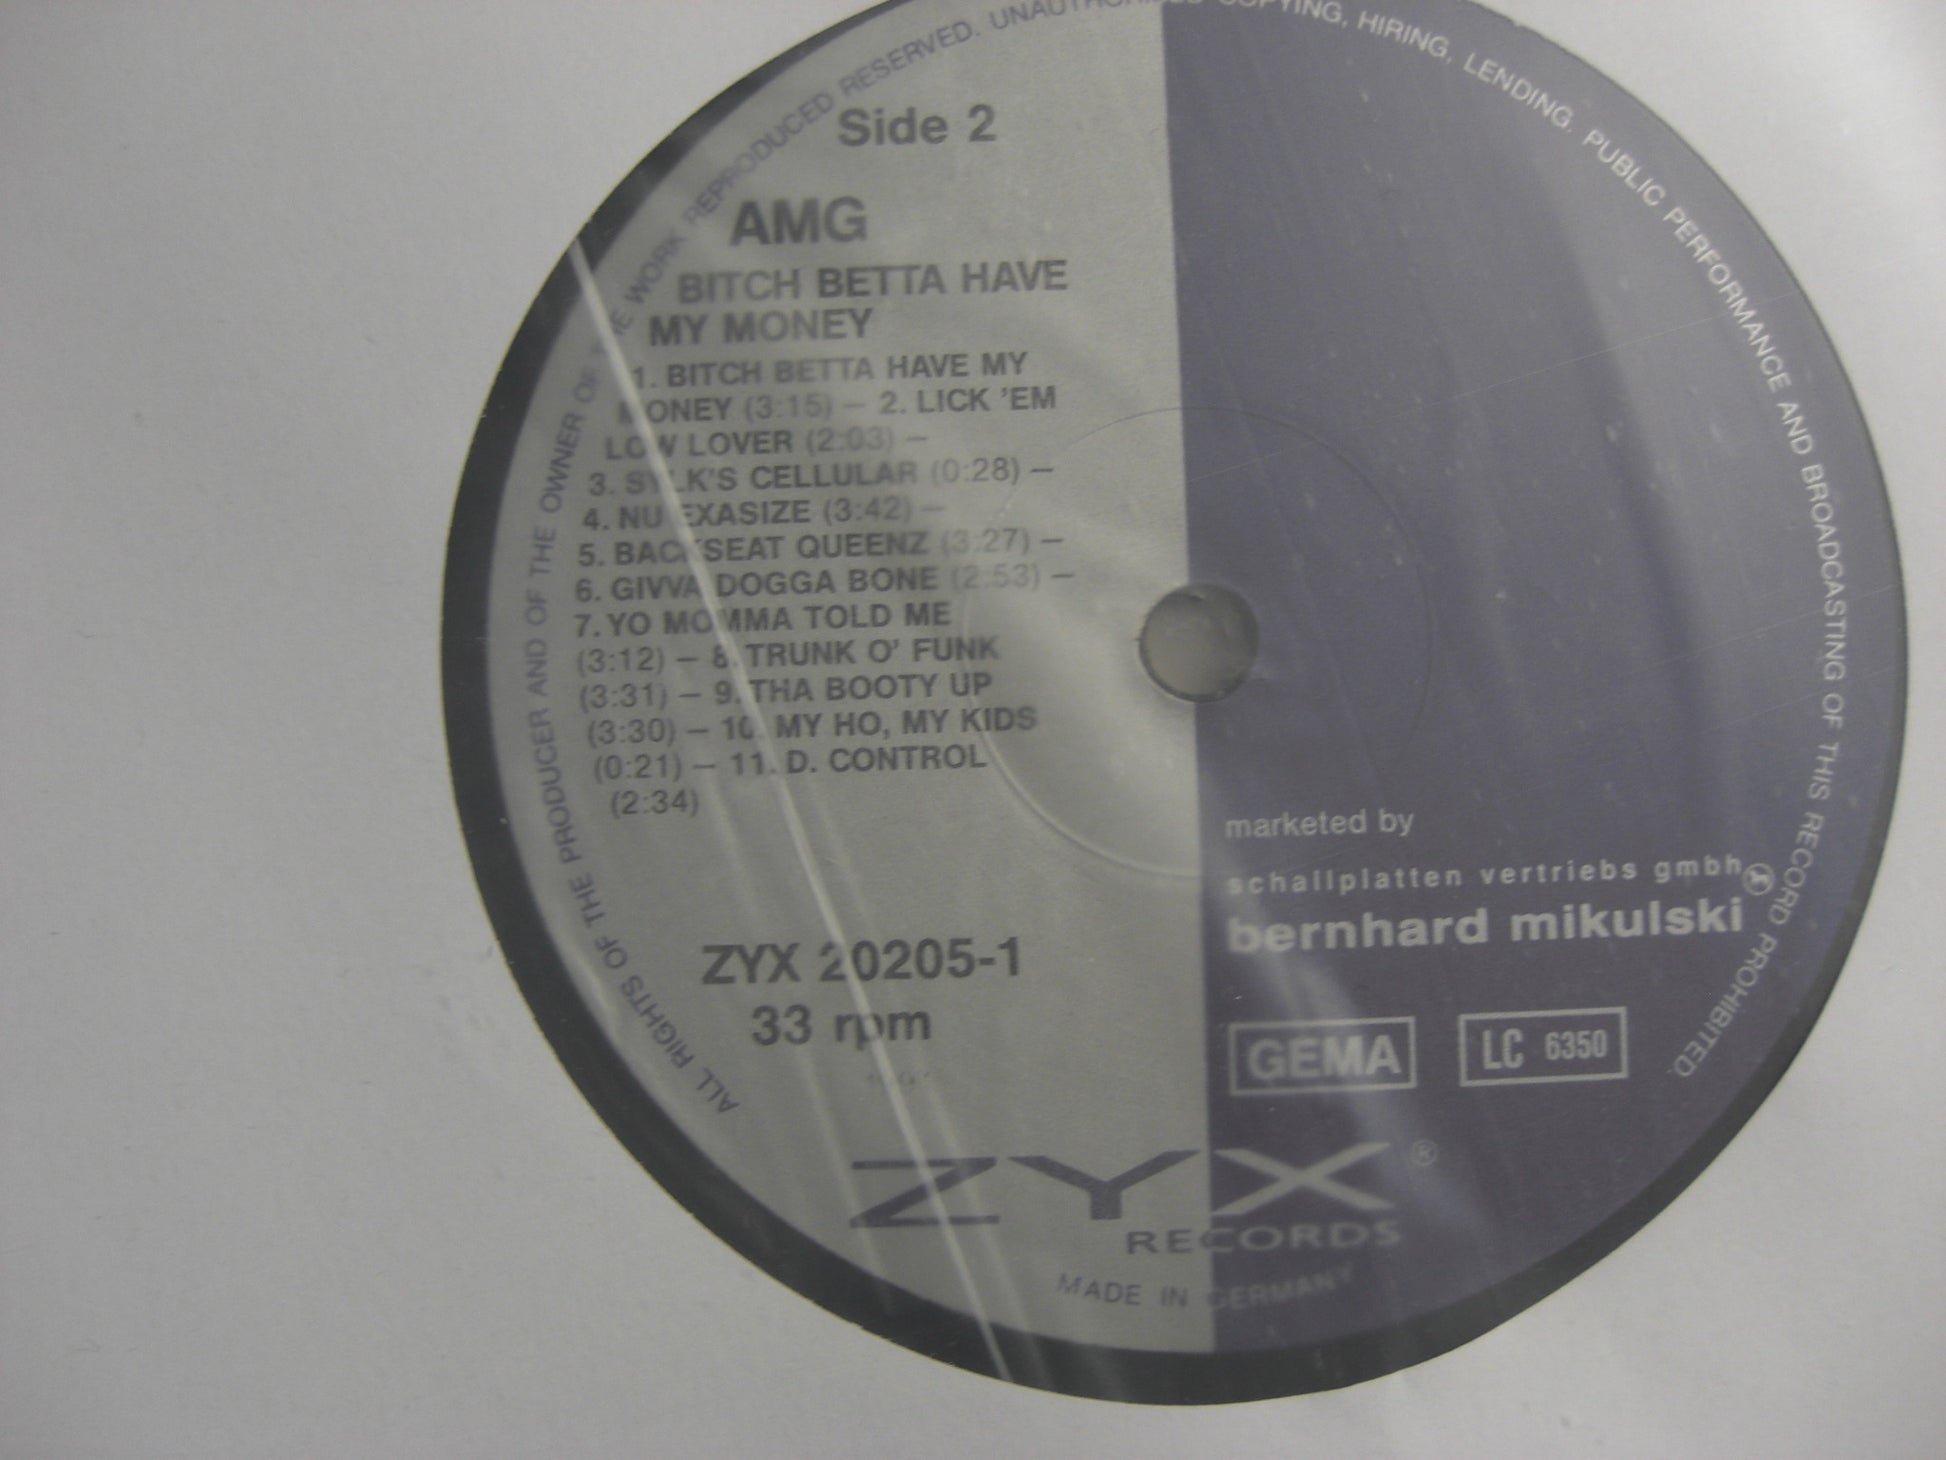 Side 2
AMG
BITCH BETTA HAVE
MY MONEY
1. BITCH BETTA HAVE MY
MONEY (3:15) – 2. LICK 'EM
LOW LOVER (2:03) –
3. SYLK'S CELLULAR (0:28) –
4. NU EXASIZE (3:42) –
5. BACKSEAT QUEENZ (3:27) –
6. GIVVA DOGGA BONE (2:53) –
7. YO MOMMA TOLD ME
(3:12) – 8. TRUNK O' FUNK
(3:31) – 9. THA BOOTY UP
(3:30) – 10. MY HO, MY KIDS
(0:21) – 11. D. CONTROL
(2:34)
ZYX 20205-1
33 rpm
marketed by
schallplatten vertriebs gmbh
bernhard mikulski
GEMA
LC 6350
ZYX ®
RECORDS
MADE IN GERMANY
ALL RIGHTS OF THE PRODUCER AND OF THE OWNER OF THE WORK REPRODUCED RESERVED. UNAUTHORISED COPYING, HIRING, LENDING, PUBLIC PERFORMANCE AND BROADCASTING OF THIS RECORD PROHIBITED.